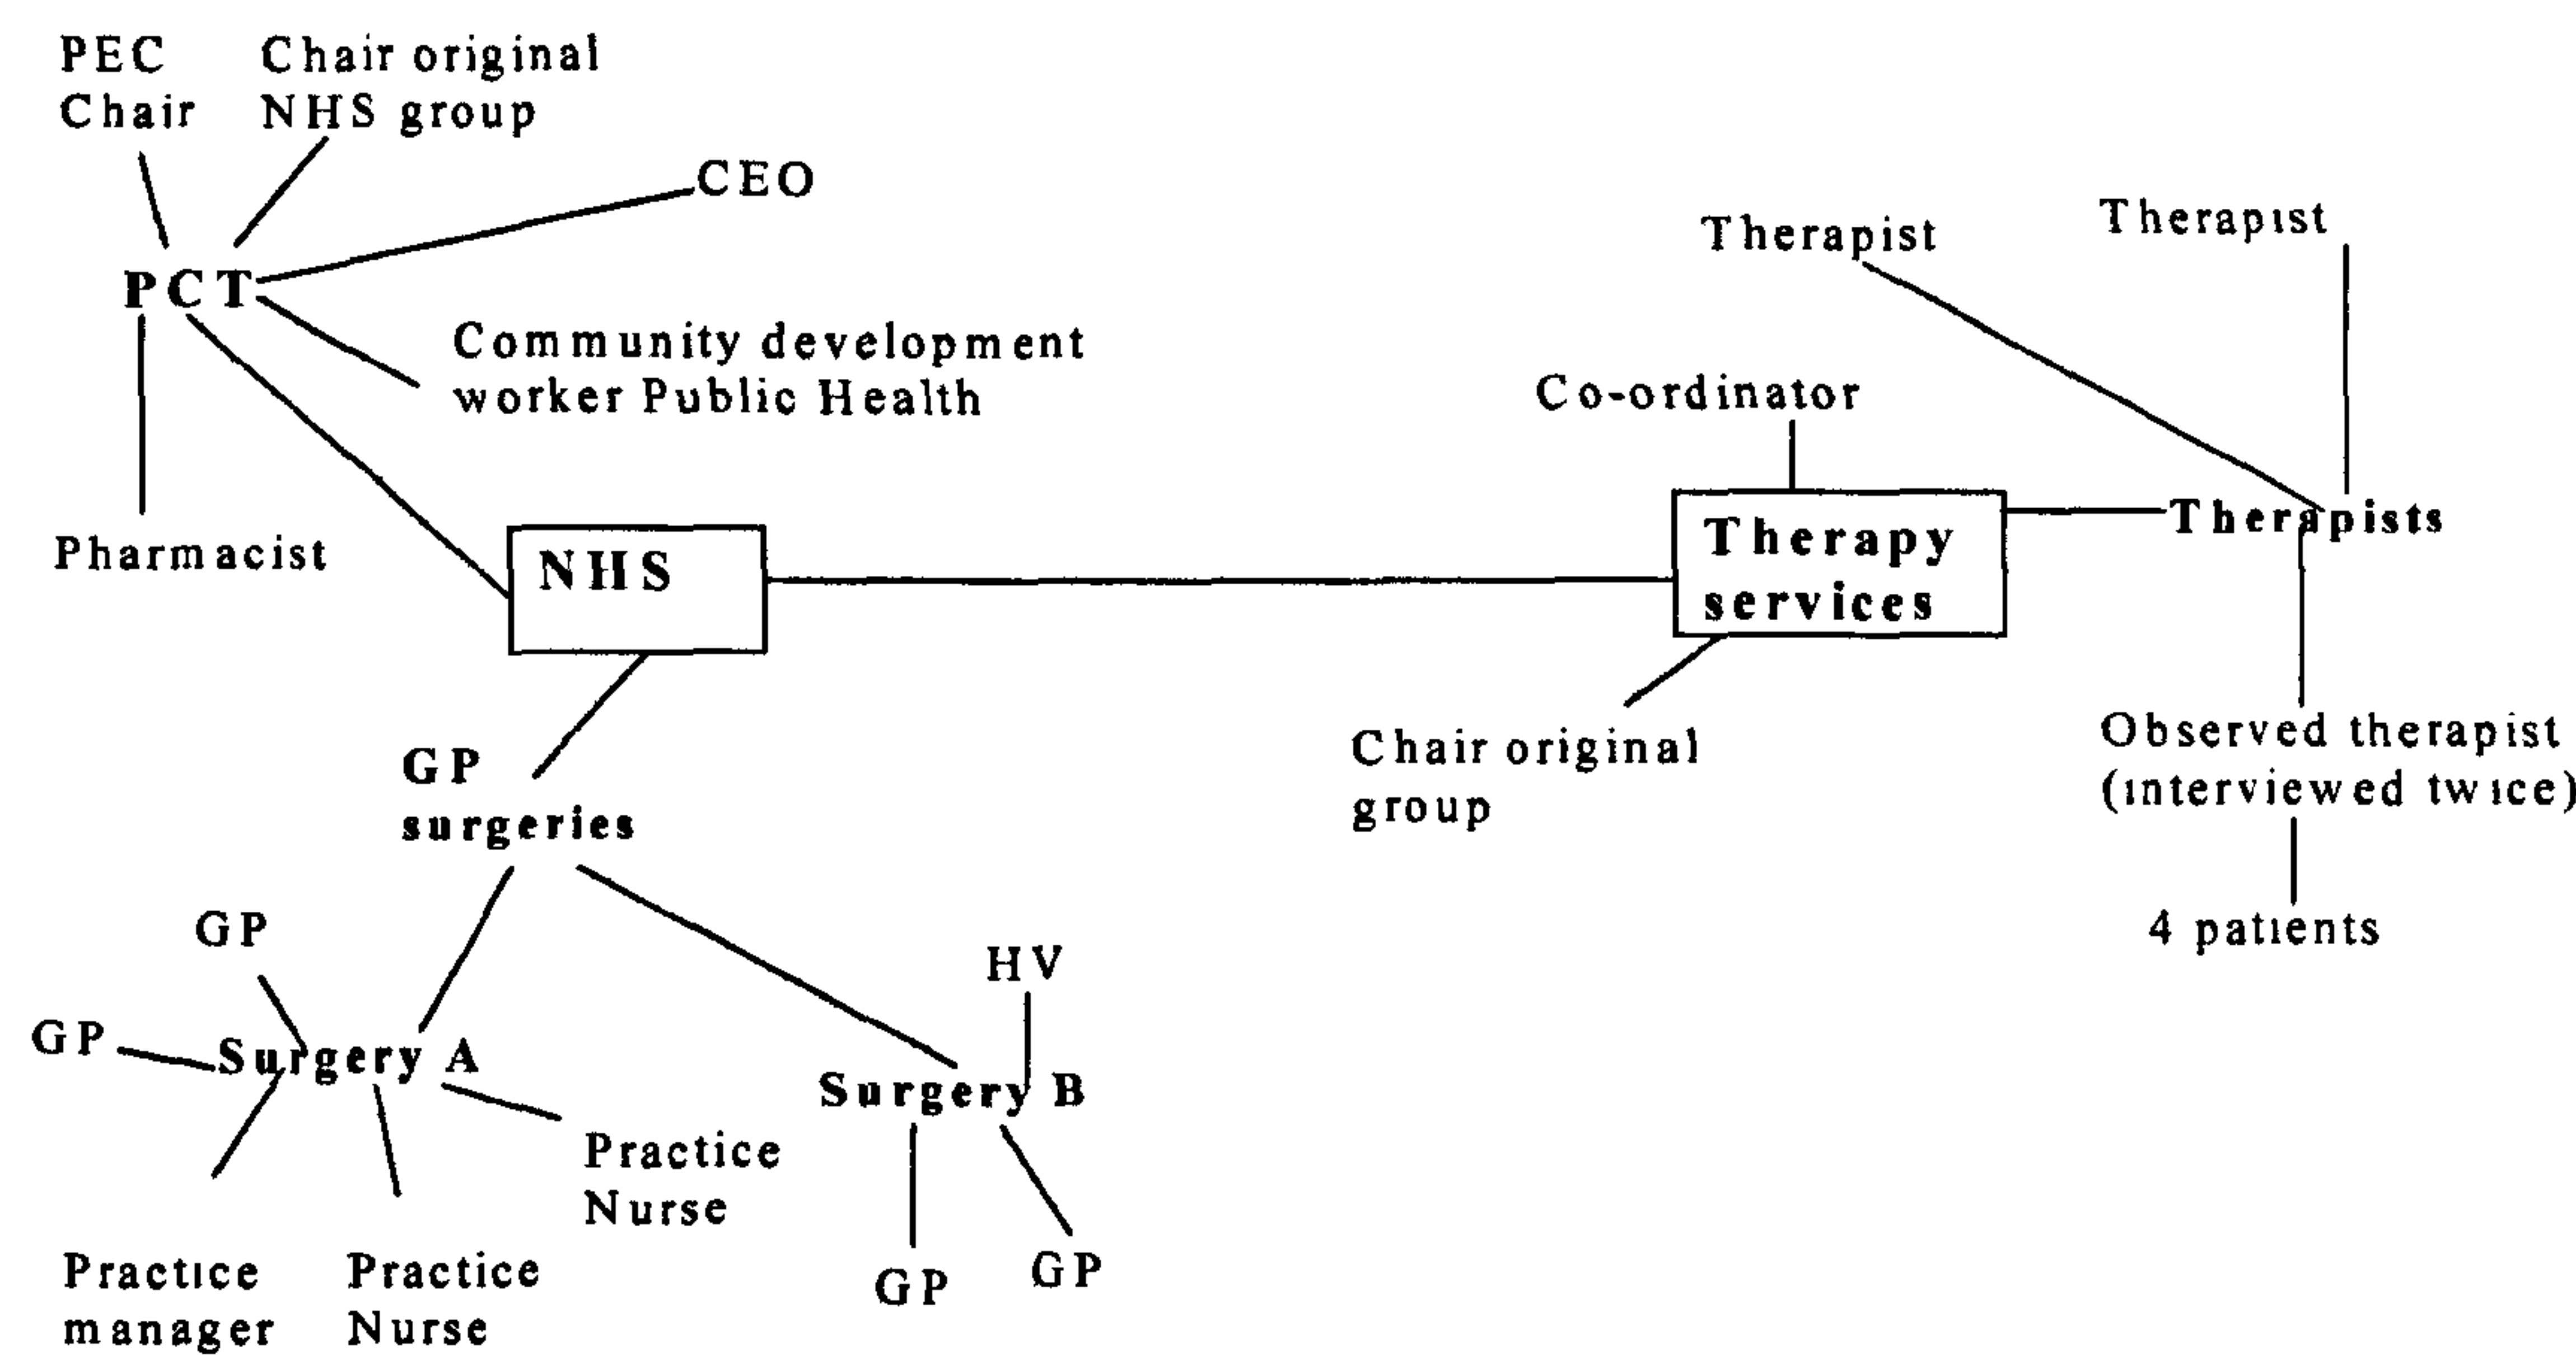 PEC
Chair
Chair original
NHS group
CEO
PCT
Community development
worker Public Health
Pharmacist
NHS
GP
surgeries
GP
GP
Surgery A
Practice
manager
Practice
Nurse
Practice
Nurse
HV
Surgery B
GP
GP
Therapist
Therapist
Co-ordinator
Therapy
services
Therapists
Chair original
group
Observed therapist
(interviewed twice)
4 patients